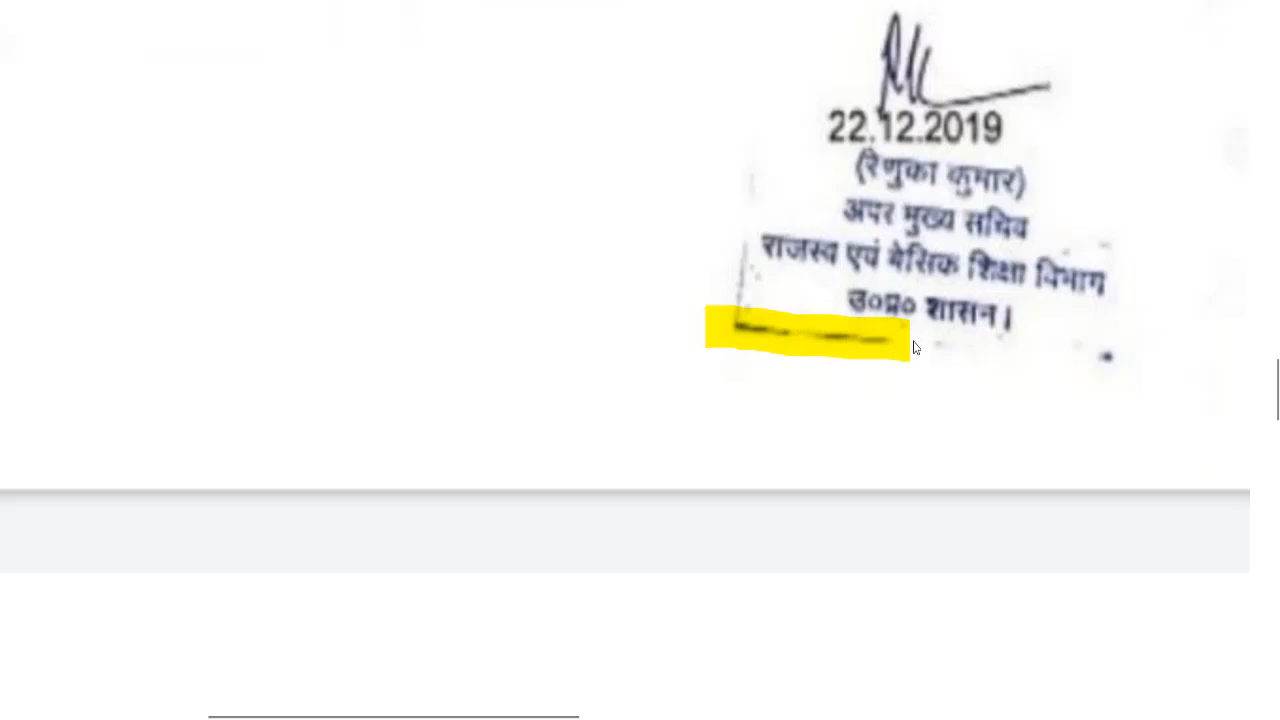 22.12.2019
(रेणुका कुमार)
अपर मुख्य सचिव
राजस्व एवं बेसिक शिक्षा विभाग
उ०प्र० शासन।